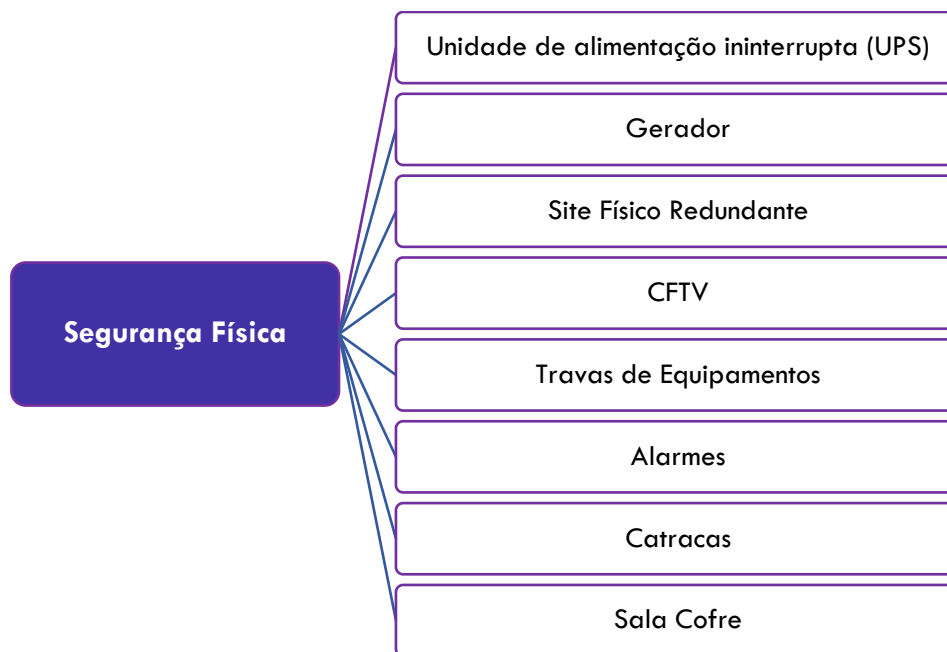 Unidade de alimentação ininterrupta (UPS)
Gerador
Site Físico Redundante
CFTV
Segurança Física
Travas de Equipamentos
Alarmes
Catracas
Sala Cofre